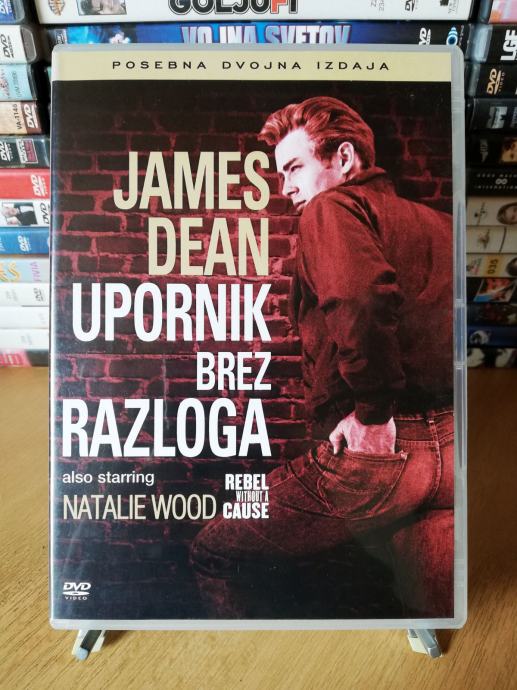 GOLJUFI
VOJNA SVETOV
POSEBNA DVOJNA IZDAJA
JAMES
DEAN
UPORNIK
BREZ
RAZLOGA
also starring
NATALIE WOOD
REBEL
WITHOUT A
CAUSE
DVD
VIDEO